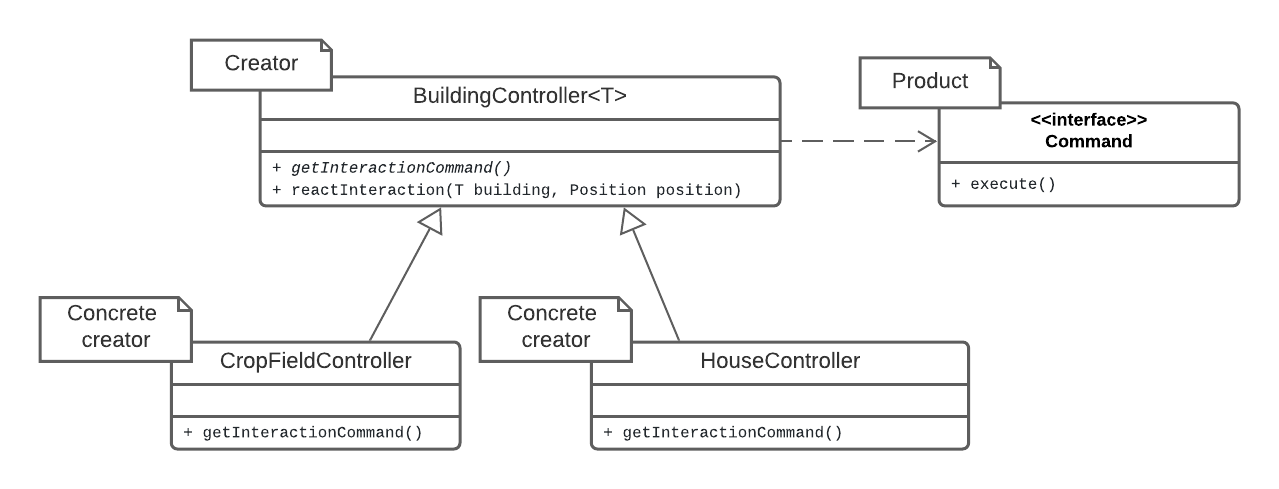 Creator
BuildingController<T>
+ getInteractionCommand()
+ reactInteraction(T building, Position position)
Product
<<interface>>
Command
+ execute()
Concrete
creator
CropFieldController
+ getInteractionCommand()
Concrete
creator
HouseController
+ getInteractionCommand()